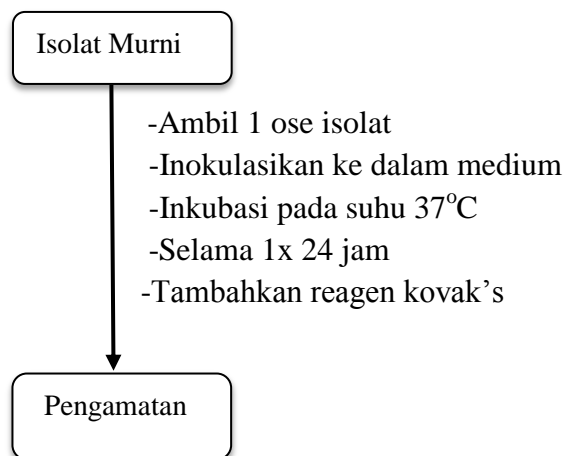 Isolat Murni
-Ambil 1 ose isolat
-Inokulasikan ke dalam medium
-Inkubasi pada suhu 37°C
-Selama 1x 24 jam
-Tambahkan reagen kovak’s
Pengamatan